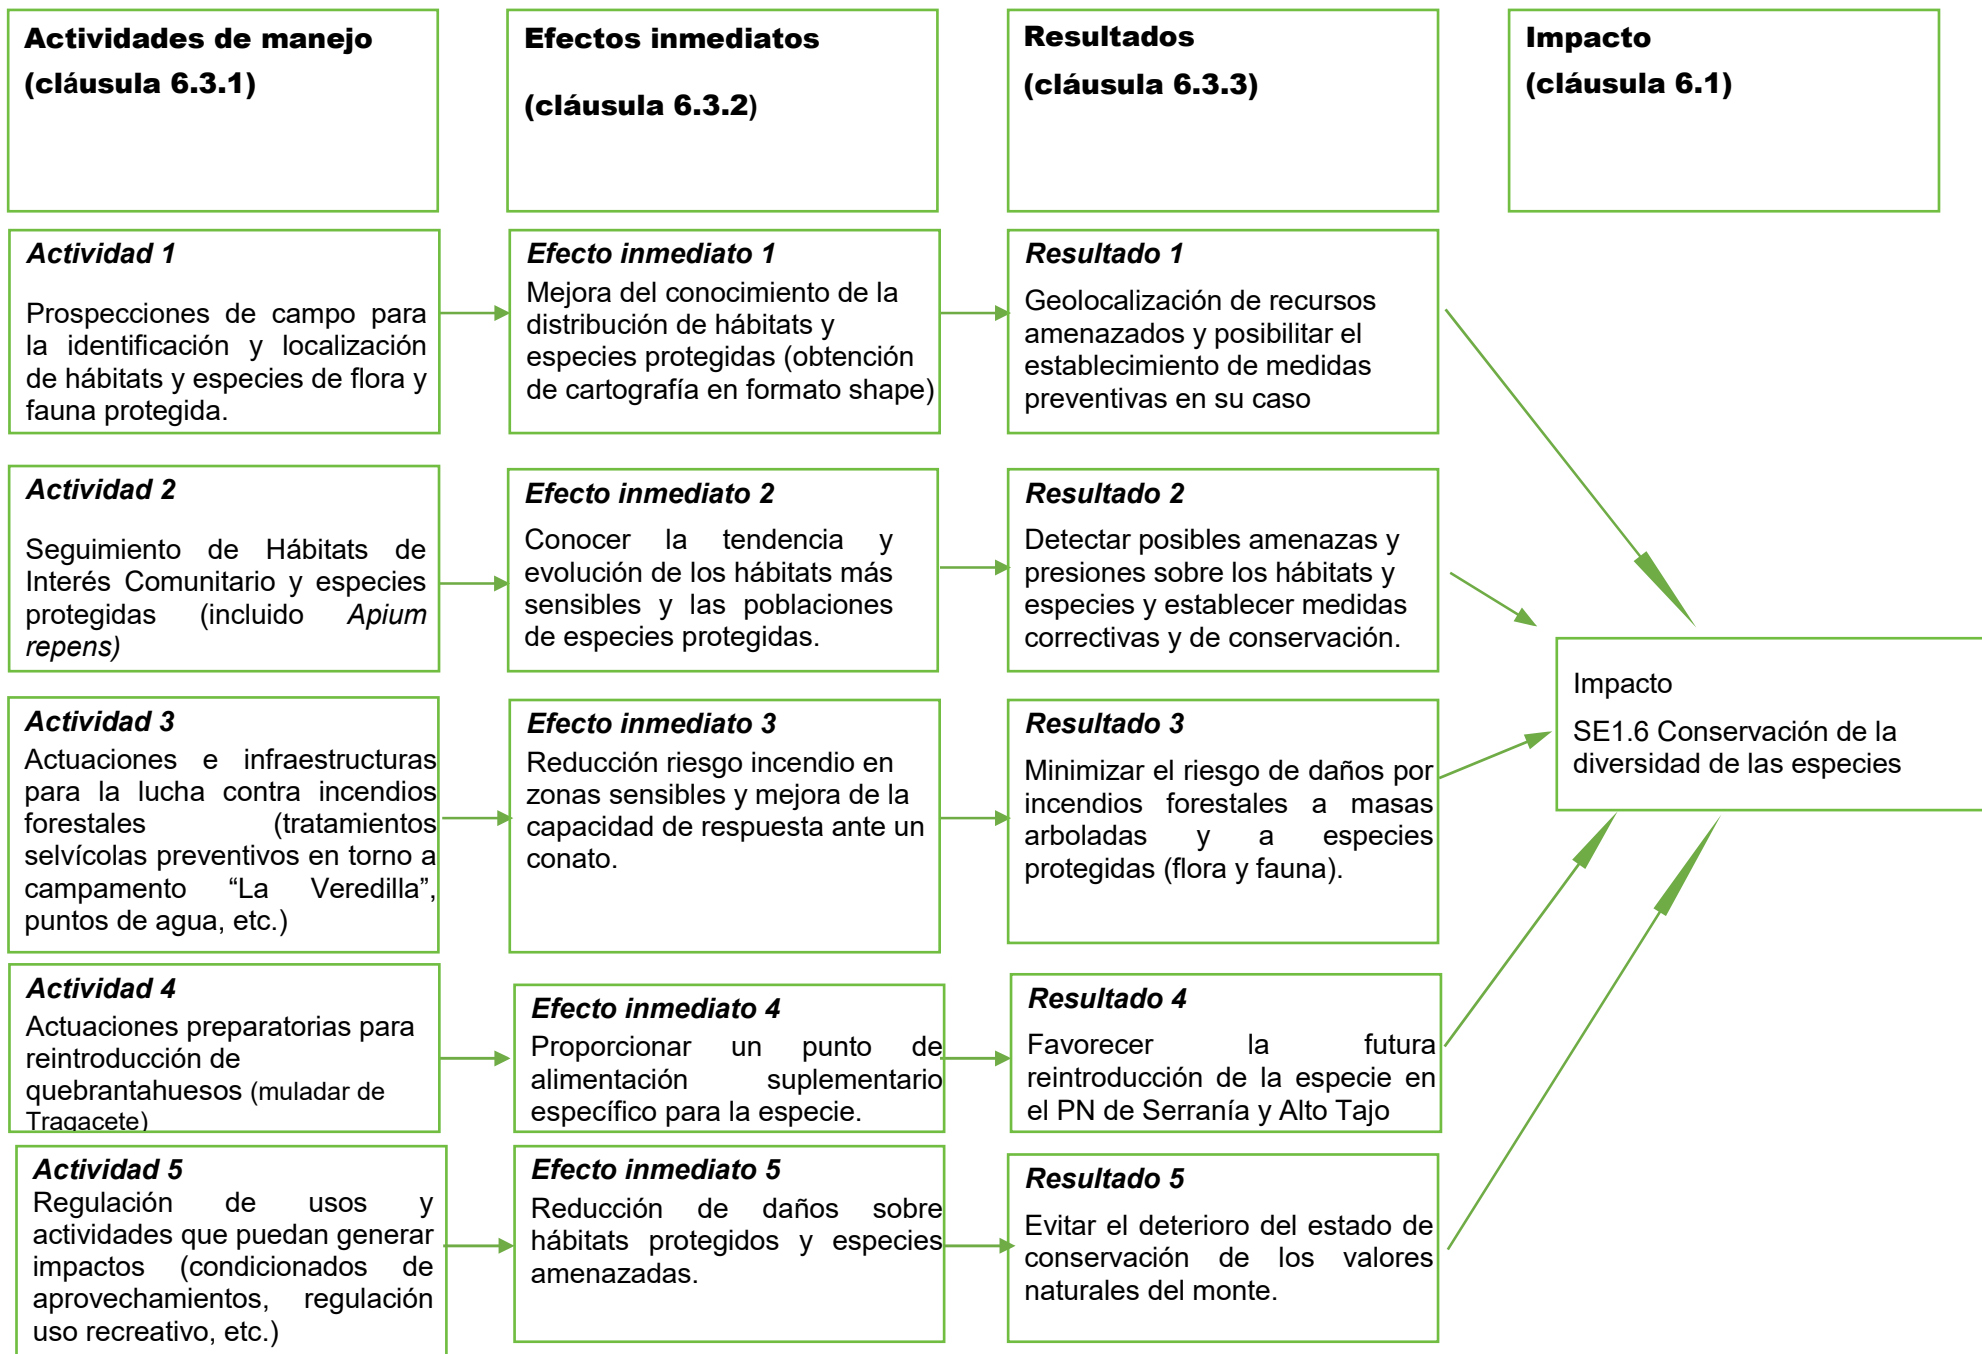 Actividades de manejo
(cláusula 6.3.1)
Efectos inmediatos
(cláusula 6.3.2)
Resultados
(cláusula 6.3.3)
Impacto
(cláusula 6.1)
Actividad 1
Prospecciones de campo para
la identificación y localización
de hábitats y especies de flora y
fauna protegida.
Efecto inmediato 1
Mejora del conocimiento de la
distribución de hábitats y
especies protegidas (obtención
de cartografía en formato shape)
Resultado 1
Geolocalización de recursos
amenazados y posibilitar el
establecimiento de medidas
preventivas en su caso
Actividad 2
Seguimiento de Hábitats de
Interés Comunitario y especies
protegidas (incluido Apium
repens)
Efecto inmediato 2
Conocer la tendencia y
evolución de los hábitats más
sensibles y las poblaciones
de especies protegidas.
Resultado 2
Detectar posibles amenazas y
presiones sobre los hábitats y
especies y establecer medidas
correctivas y de conservación.
Actividad 3
Actuaciones e infraestructuras
para la lucha contra incendios
forestales (tratamientos
selvícolas preventivos en torno a
campamento “La Veredilla”,
puntos de agua, etc.)
Efecto inmediato 3
Reducción riesgo incendio en
zonas sensibles y mejora de la
capacidad de respuesta ante un
conato.
Resultado 3
Minimizar el riesgo de daños por
incendios forestales a masas
arboladas y a especies
protegidas (flora y fauna).
Impacto
SE1.6 Conservación de la
diversidad de las especies
Actividad 4
Actuaciones preparatorias para
reintroducción de
quebrantahuesos (muladar de
Tragacete)
Efecto inmediato 4
Proporcionar un punto de
alimentación suplementario
específico para la especie.
Resultado 4
Favorecer la futura
reintroducción de la especie en
el PN de Serranía y Alto Tajo
Actividad 5
Regulación de usos y
actividades que puedan generar
impactos (condicionados de
aprovechamientos, regulación
uso recreativo, etc.)
Efecto inmediato 5
Reducción de daños sobre
hábitats protegidos y especies
amenazadas.
Resultado 5
Evitar el deterioro del estado de
conservación de los valores
naturales del monte.